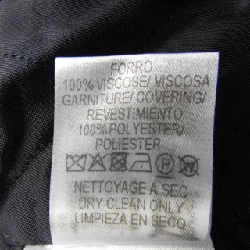 FORRO
100% VISCOSE/ VISCOSA
GARNITURE/ COVERING/
REVESTIMIENTO
100% POLYESTER/
POLIESTER
NETTOYAGE A SEC
DRY CLEAN ONLY
LIMPIEZA EN SECO